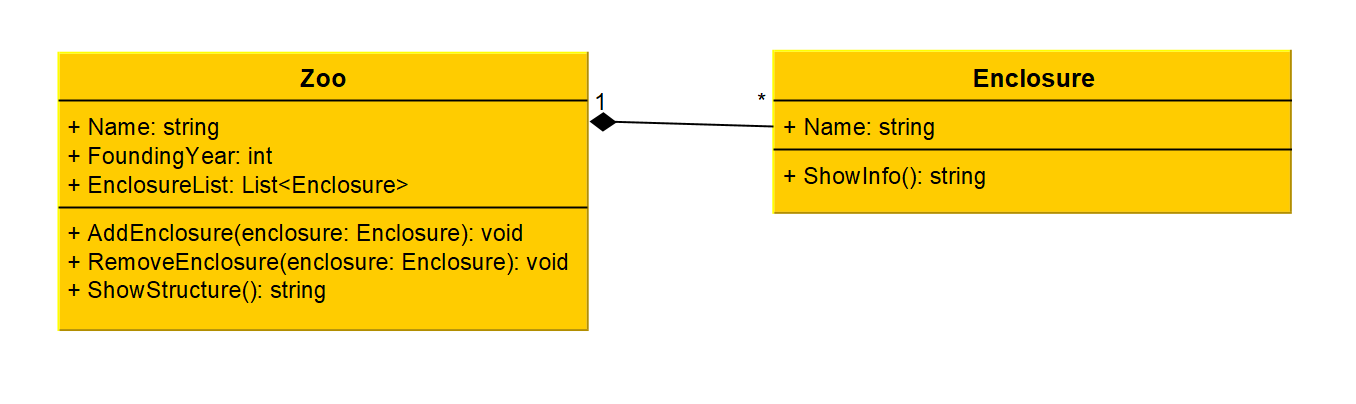 Zoo
+ Name: string
+ FoundingYear: int
+ EnclosureList: List<Enclosure>
+ AddEnclosure(enclosure: Enclosure): void
+ RemoveEnclosure(enclosure: Enclosure): void
+ ShowStructure(): string
1
*
Enclosure
+ Name: string
+ ShowInfo(): string